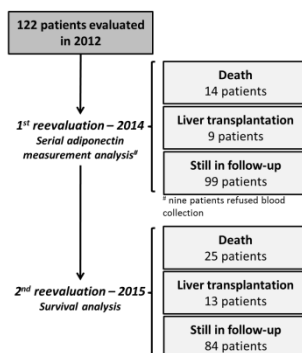 122 patients evaluated
in 2012
Death
14 patients
1st reevaluation – 2014
Serial adiponectin
measurement analysis#
Liver transplantation
9 patients
Still in follow-up
99 patients
# nine patients refused blood
collection
Death
25 patients
2nd reevaluation – 2015
Survival analysis
Liver transplantation
13 patients
Still in follow-up
84 patients